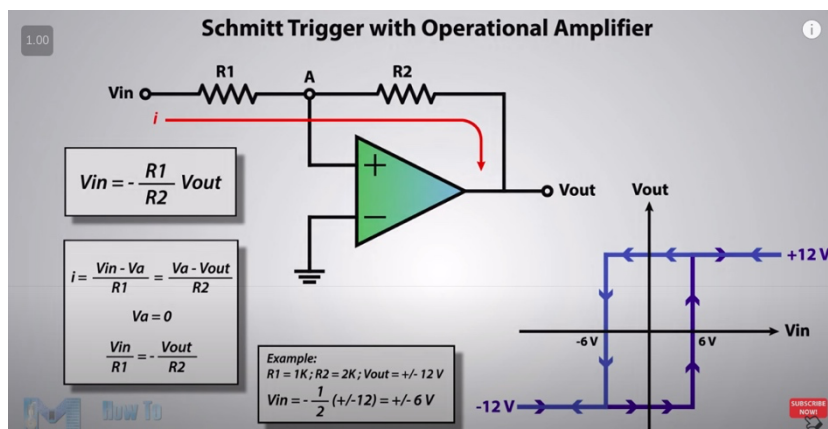 1.00
Schmitt Trigger with Operational Amplifier
i
R1
A
R2
Vin
i
Vin = - R1/R2 Vout
+
−
Vout
i = Vin - Va/R1 = Va - Vout/R2
Va = 0
Vin/R1 = - Vout/R2
Example:
R1 = 1K ; R2 = 2K ; Vout = +/- 12 V
Vin = - 1/2 (+/-12) = +/- 6 V
Vout
+12 V
-6 V
6 V
Vin
-12 V
How To
SUBSCRIBE
NOW!